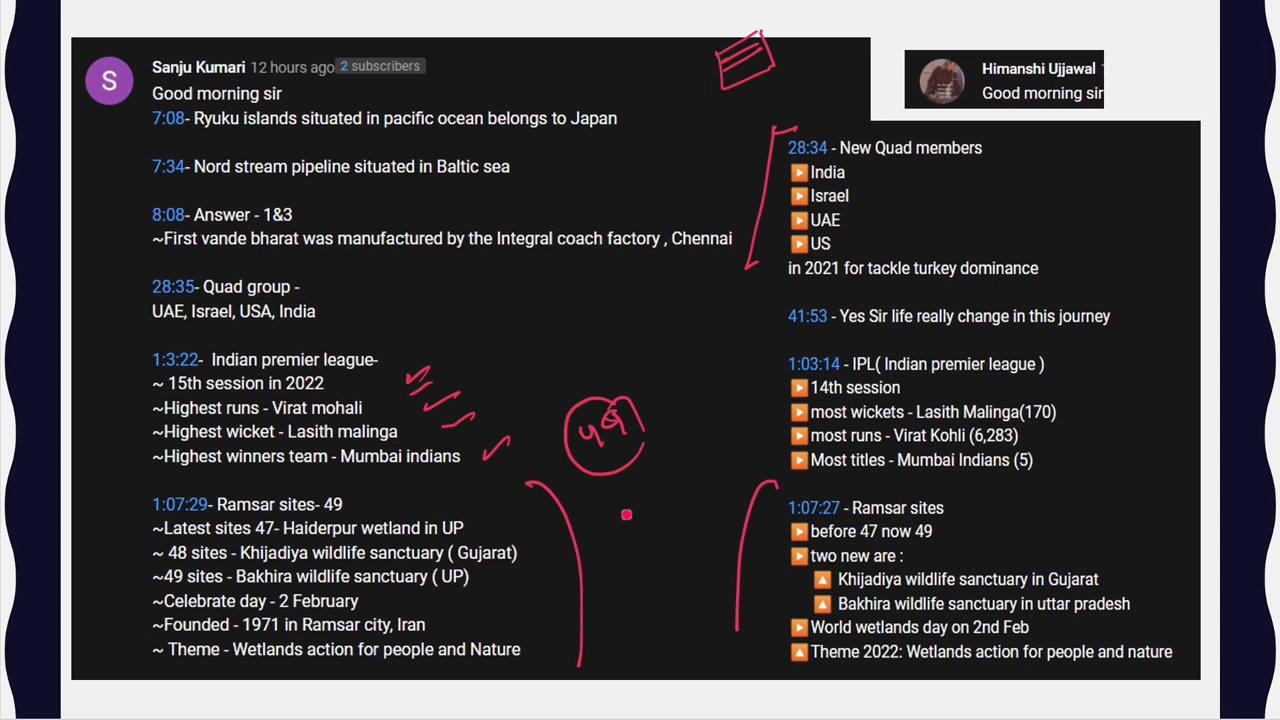 S
Sanju Kumari 12 hours ago 2 subscribers
Good morning sir
7:08- Ryuku islands situated in pacific ocean belongs to Japan
7:34- Nord stream pipeline situated in Baltic sea
8:08- Answer - 1&3
~First vande bharat was manufactured by the Integral coach factory , Chennai
28:35- Quad group -
UAE, Israel, USA, India
1:3:22- Indian premier league-
~ 15th session in 2022
~Highest runs - Virat mohali
~Highest wicket - Lasith malinga
~Highest winners team - Mumbai indians
1:07:29- Ramsar sites- 49
~Latest sites 47- Haiderpur wetland in UP
~ 48 sites - Khijadiya wildlife sanctuary ( Gujarat)
~49 sites - Bakhira wildlife sanctuary ( UP)
~Celebrate day - 2 February
~Founded - 1971 in Ramsar city, Iran
~ Theme - Wetlands action for people and Nature
49
Himanshi Ujjawal
Good morning sir
28:34 - New Quad members
India
Israel
UAE
US
in 2021 for tackle turkey dominance
41:53 - Yes Sir life really change in this journey
1:03:14 - IPL( Indian premier league )
14th session
most wickets - Lasith Malinga(170)
most runs - Virat Kohli (6,283)
Most titles - Mumbai Indians (5)
1:07:27 - Ramsar sites
before 47 now 49
two new are :
Khijadiya wildlife sanctuary in Gujarat
Bakhira wildlife sanctuary in uttar pradesh
World wetlands day on 2nd Feb
Theme 2022: Wetlands action for people and nature